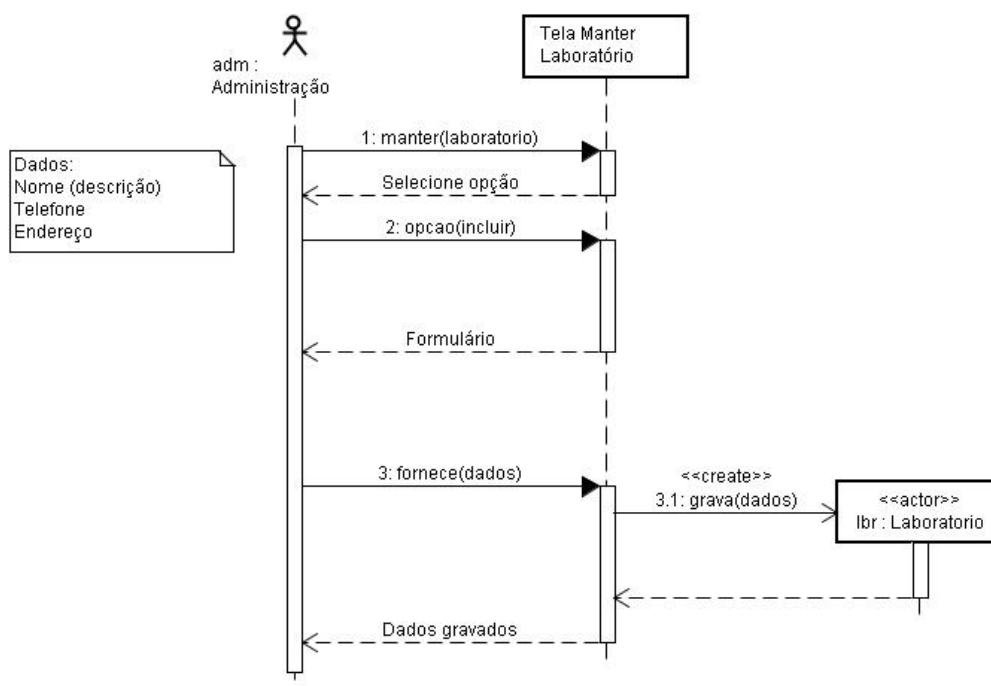 adm :
Administração
Tela Manter
Laboratório
Dados:
Nome (descrição)
Telefone
Endereço
1: manter(laboratorio)
Selecione opção
2: opcao(incluir)
Formulário
3: fornece(dados)
<<create>>
3.1: grava(dados)
<<actor>>
lbr : Laboratorio
Dados gravados